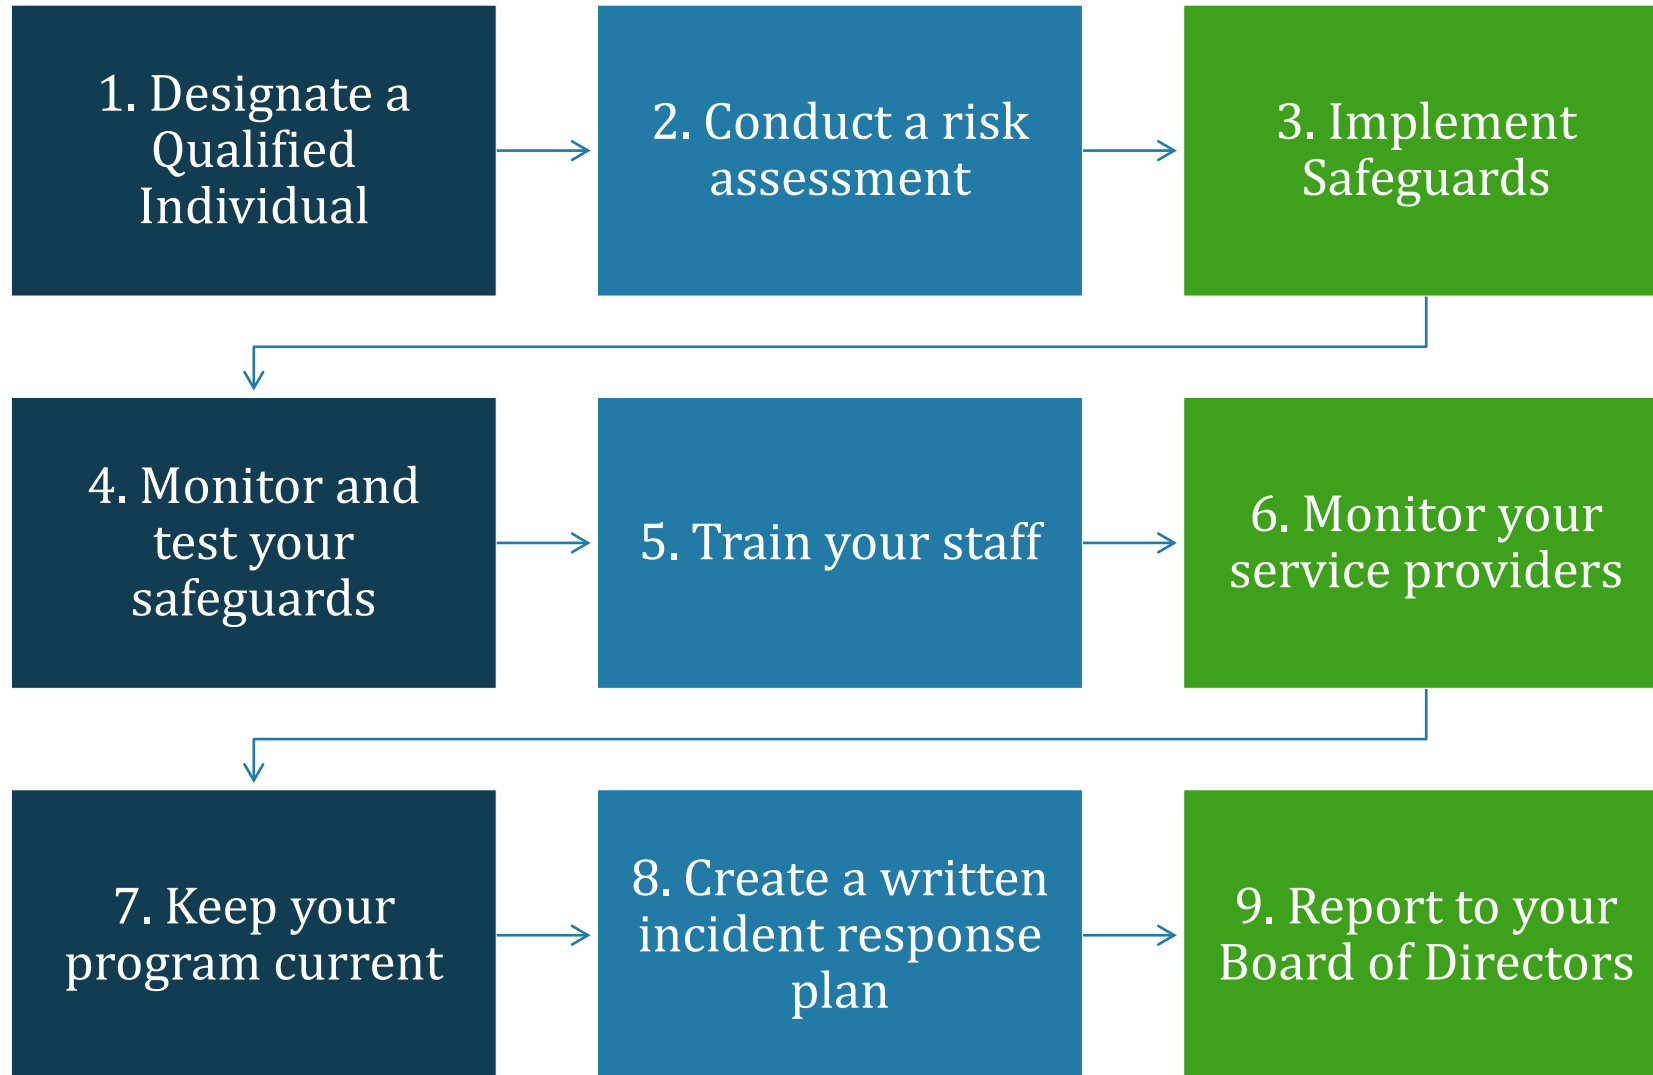 1. Designate a
Qualified
Individual
2. Conduct a risk
assessment
3. Implement
Safeguards
4. Monitor and
test your
safeguards
5. Train your staff
6. Monitor your
service providers
7. Keep your
program current
8. Create a written
incident response
plan
9. Report to your
Board of Directors